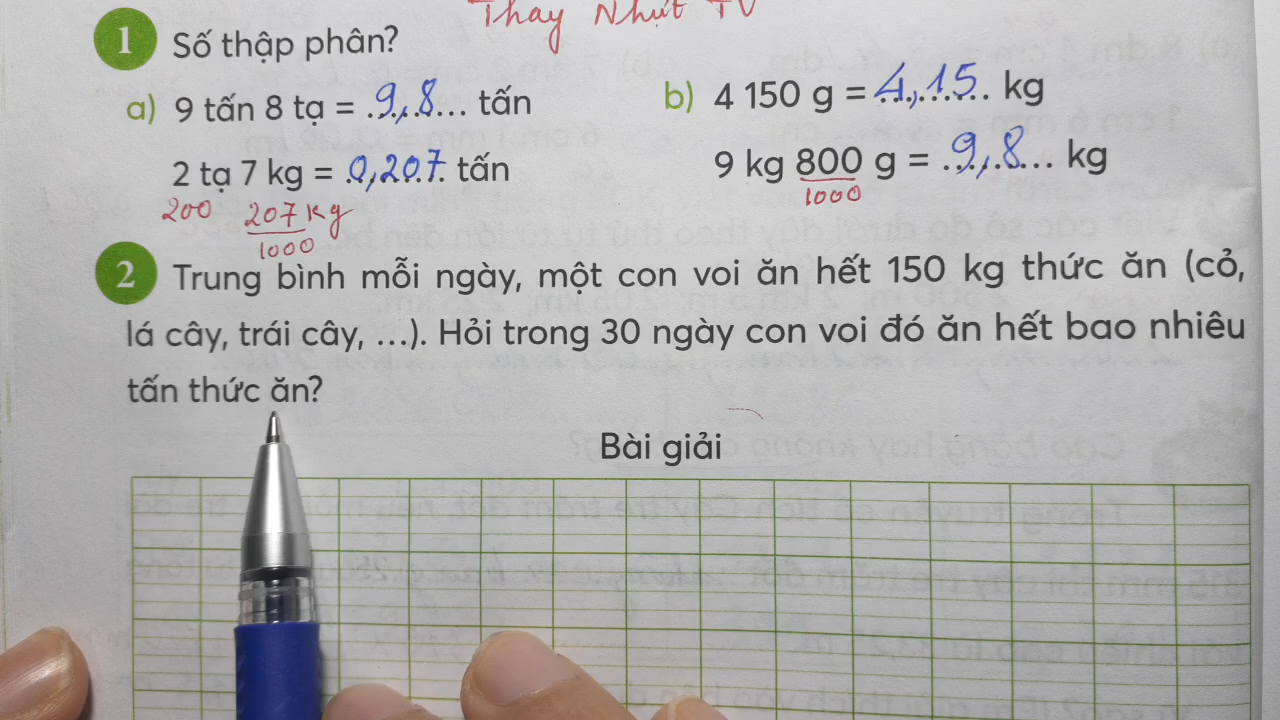 Thay Nhựt TV
1 Số thập phân?
a) 9 tấn 8 tạ = 9,8 tấn
b) 4 150 g = 4,15 kg
2 tạ 7 kg = 0,207 tấn
9 kg 800 g = 9,8 kg
200 207 kg
1000
1000
2 Trung bình mỗi ngày, một con voi ăn hết 150 kg thức ăn (cỏ,
lá cây, trái cây, ...). Hỏi trong 30 ngày con voi đó ăn hết bao nhiêu
tấn thức ăn?
Bài giải